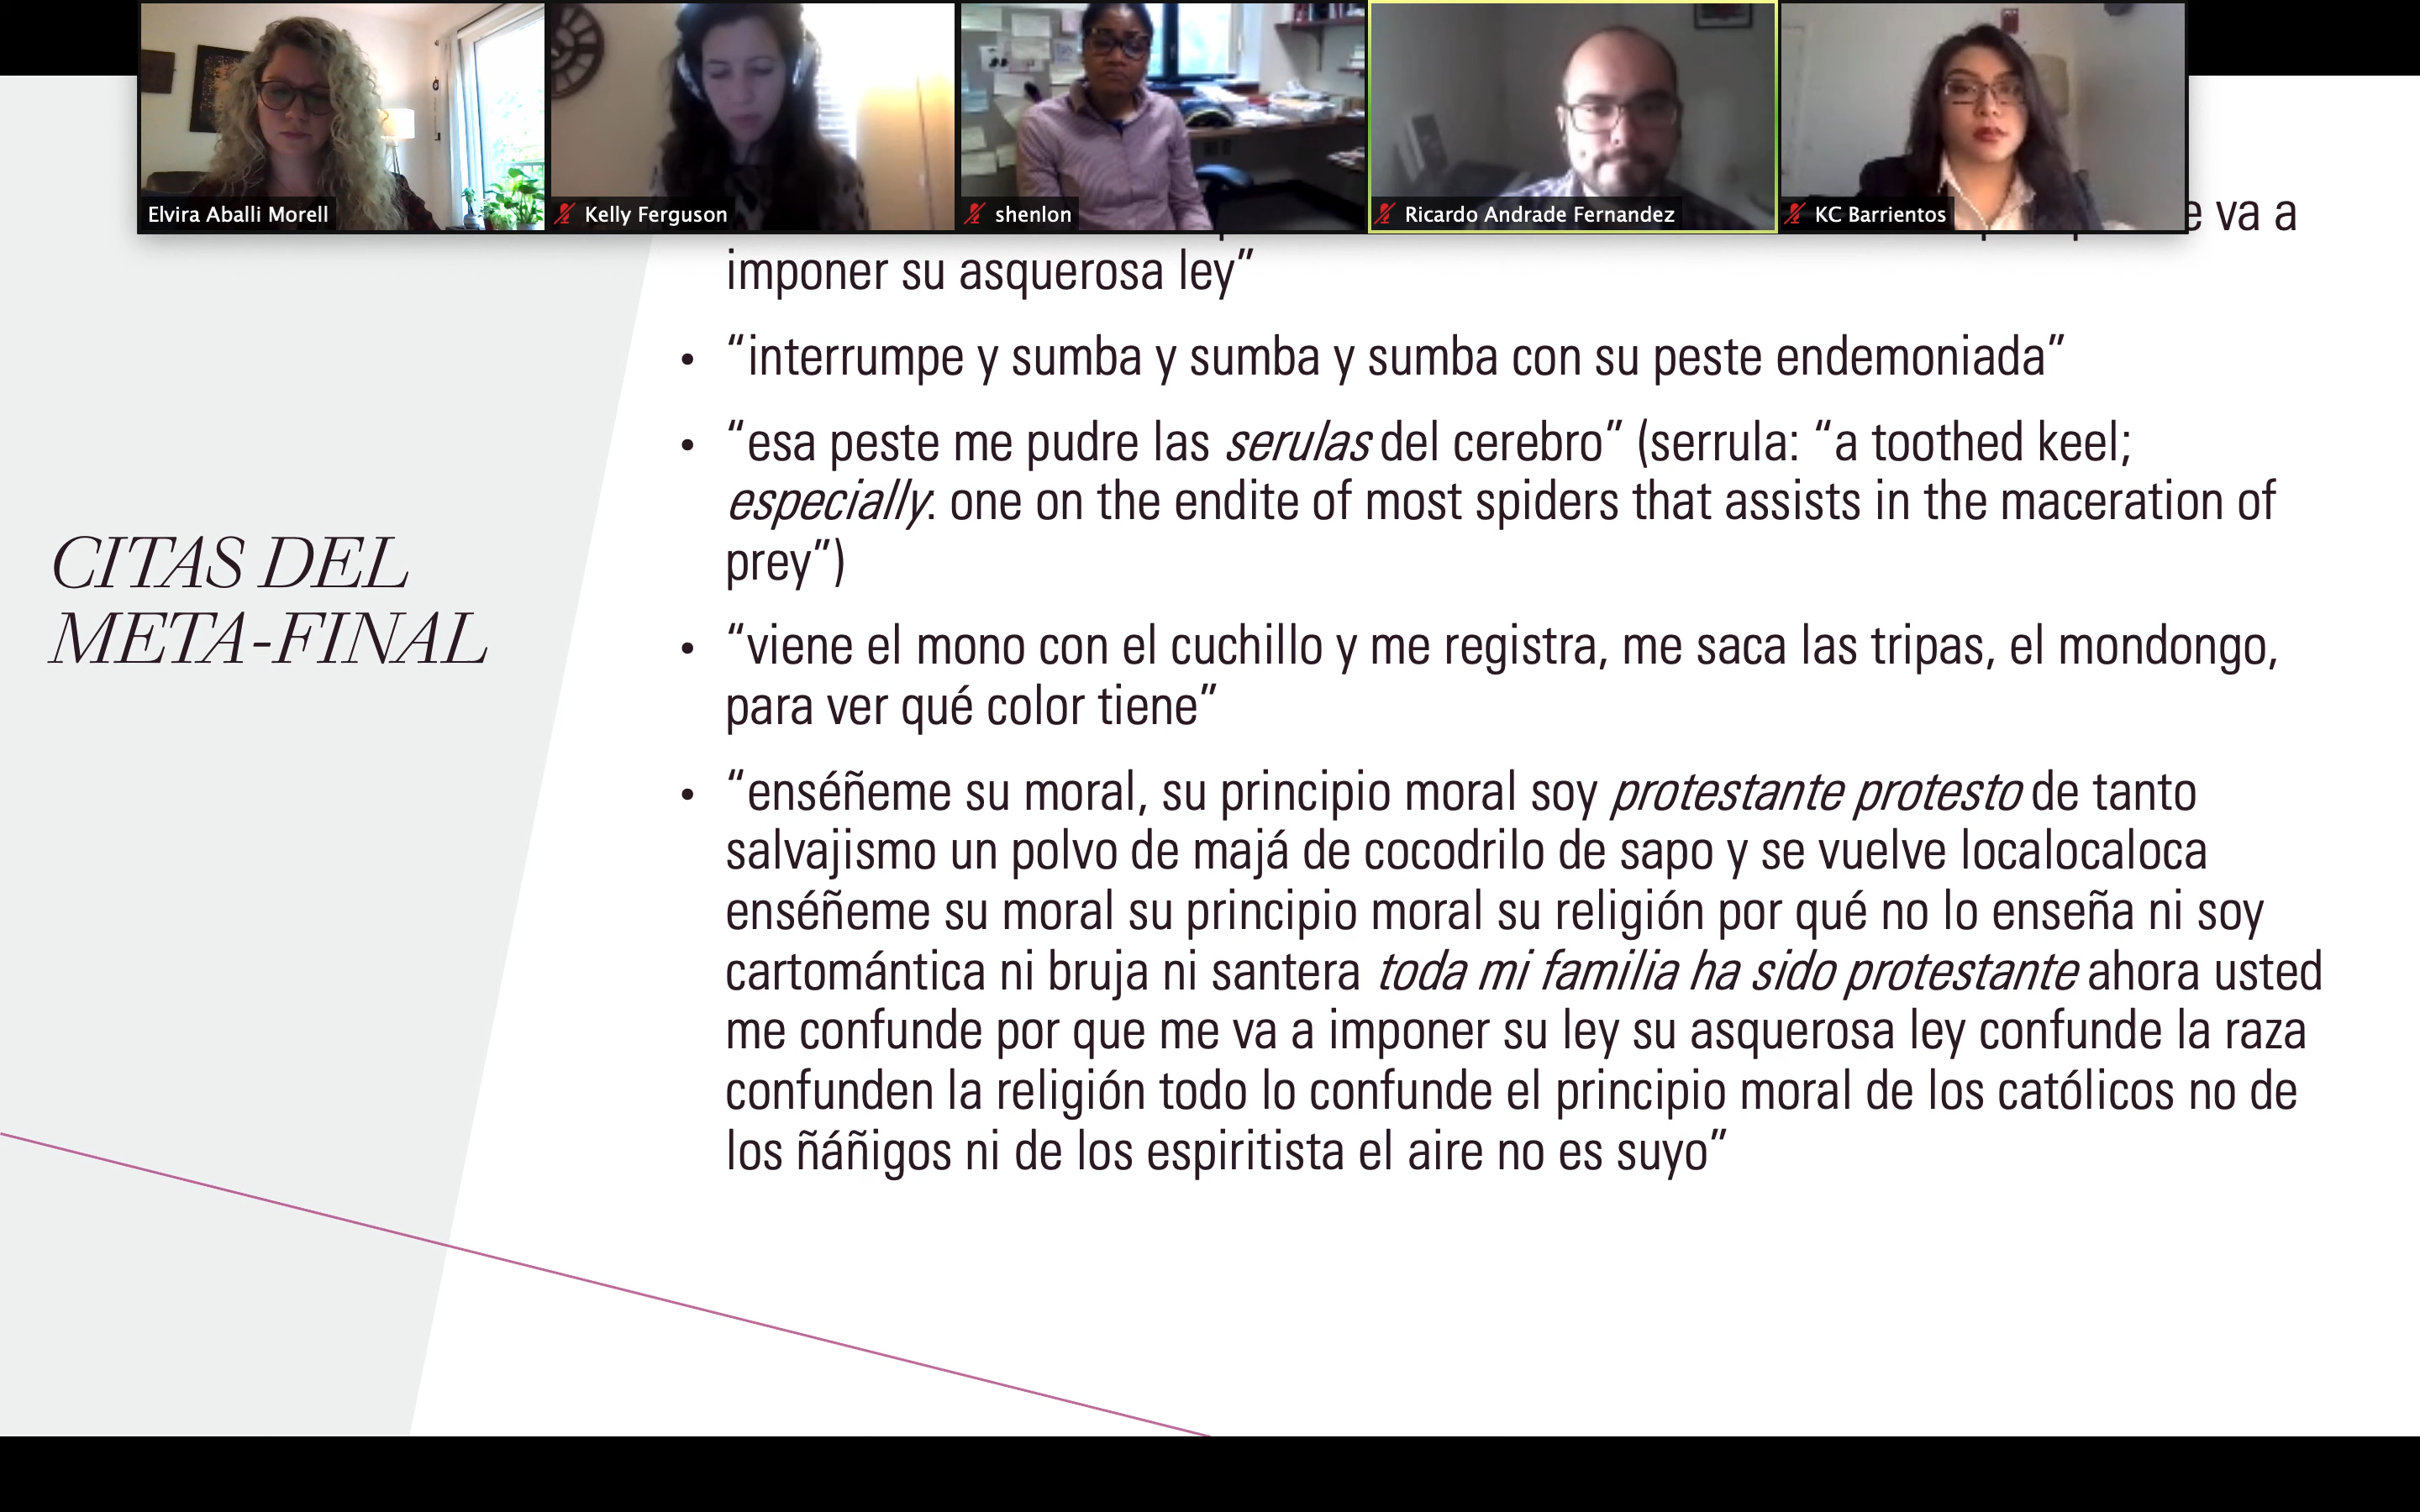 Elvira Aballi Morell
Kelly Ferguson
shenlon
Ricardo Andrade Fernandez
KC Barrientos
va a
imponer su asquerosa ley”
• “interrumpe y sumba y sumba y sumba con su peste endemoniada”
• “esa peste me pudre las serulas del cerebro” (serrula: “a toothed keel;
especially: one on the endite of most spiders that assists in the maceration of
prey”)
CITAS DEL
META-FINAL
• “viene el mono con el cuchillo y me registra, me saca las tripas, el mondongo,
para ver qué color tiene”
• “enséñeme su moral, su principio moral soy protestante protesto de tanto
salvajismo un polvo de majá de cocodrilo de sapo y se vuelve localocaloca
enséñeme su moral su principio moral su religión por qué no lo enseña ni soy
cartomántica ni bruja ni santera toda mi familia ha sido protestante ahora usted
me confunde por que me va a imponer su ley su asquerosa ley confunde la raza
confunden la religión todo lo confunde el principio moral de los católicos no de
los ñáñigos ni de los espiritista el aire no es suyo”